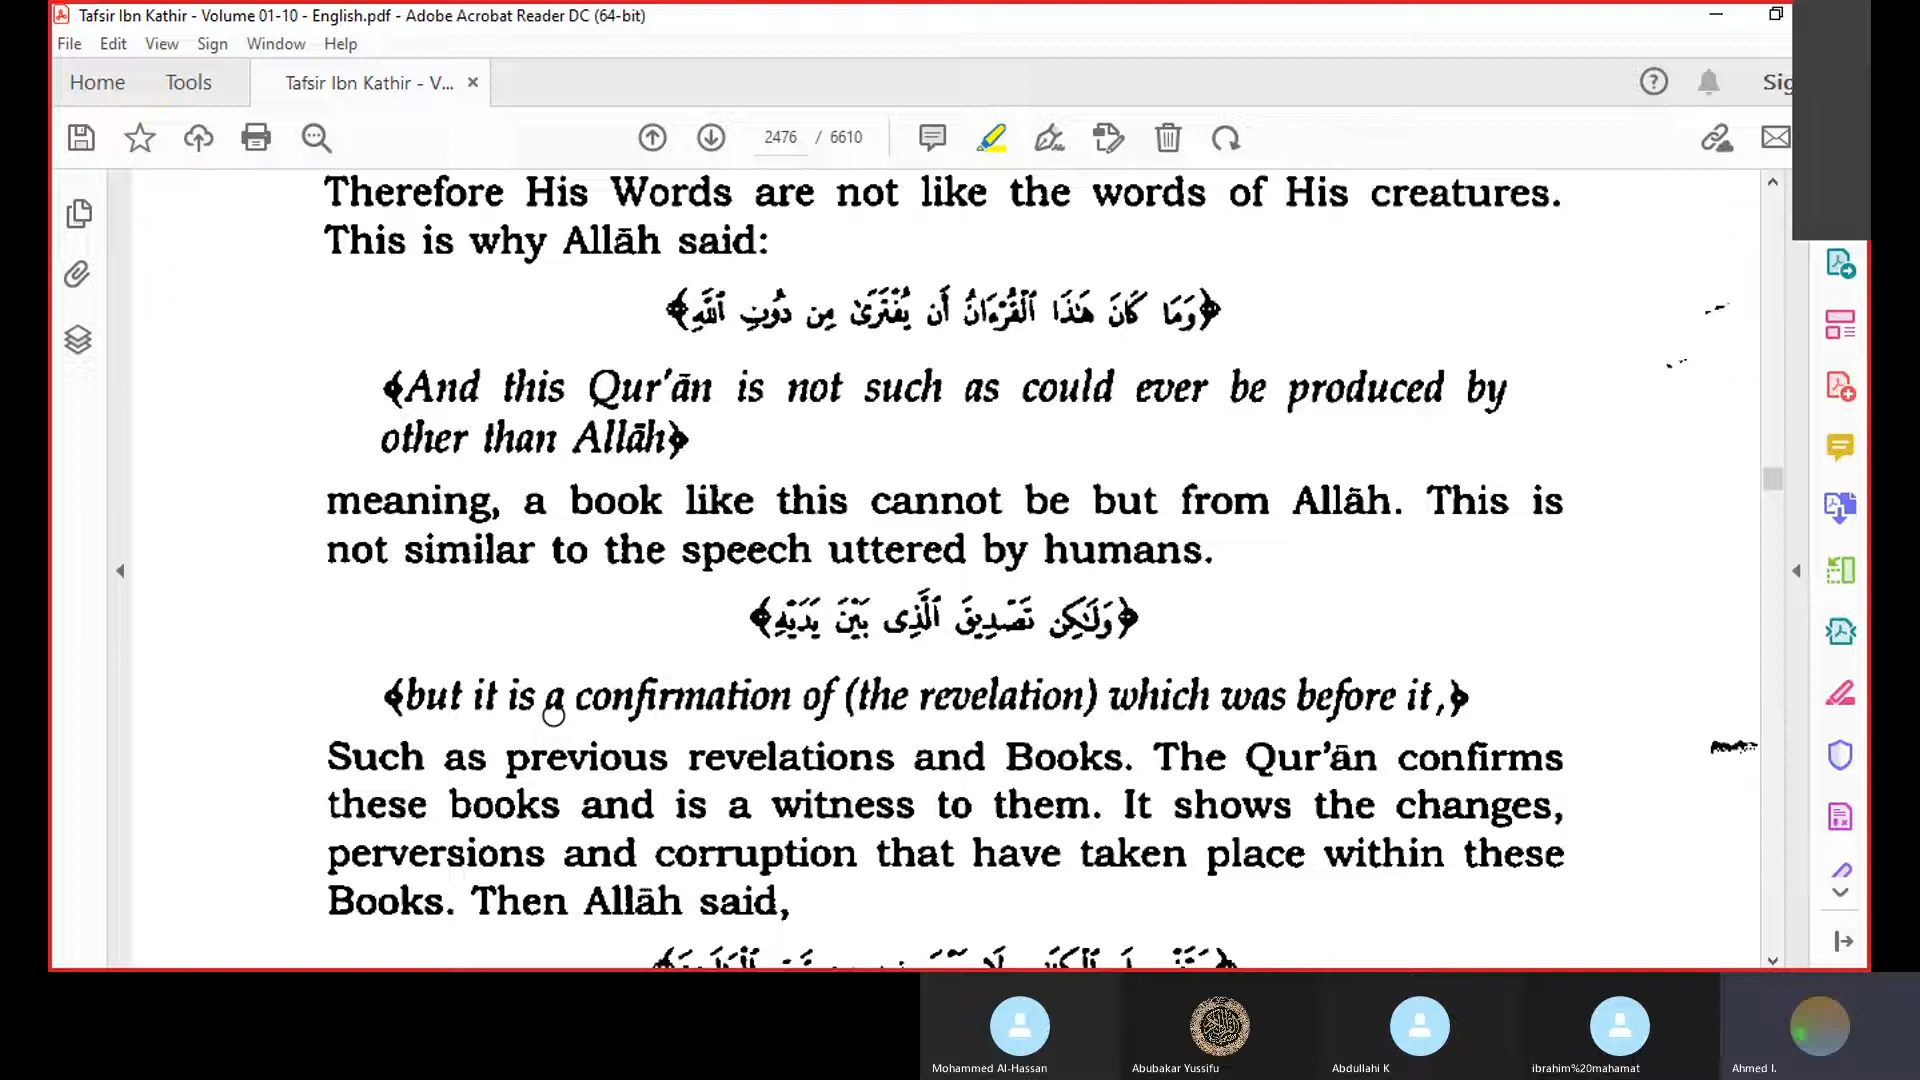 Tafsir Ibn Kathir - Volume 01-10 - English.pdf - Adobe Acrobat Reader DC (64-bit)
File Edit View Sign Window Help
Home Tools Tafsir Ibn Kathir - V... × Sig
2476 / 6610
Therefore His Words are not like the words of His creatures.
This is why Allāh said:
﴿وَمَا كَانَ هَٰذَا ٱلْقُرْءَانُ أَن يُفْتَرَىٰ مِن دُونِ ٱللَّهِ﴾
﴾And this Qur'ān is not such as could ever be produced by
other than Allāh﴿
meaning, a book like this cannot be but from Allāh. This is
not similar to the speech uttered by humans.
﴿وَلَٰكِن تَصْدِيقَ ٱلَّذِى بَيْنَ يَدَيْهِ﴾
﴾but it is a confirmation of (the revelation) which was before it,﴿
Such as previous revelations and Books. The Qur'ān confirms
these books and is a witness to them. It shows the changes,
perversions and corruption that have taken place within these
Books. Then Allāh said,
Mohammed Al-Hassan Abubakar Yussifu Abdullahi K ibrahim%20mahamat Ahmed I.